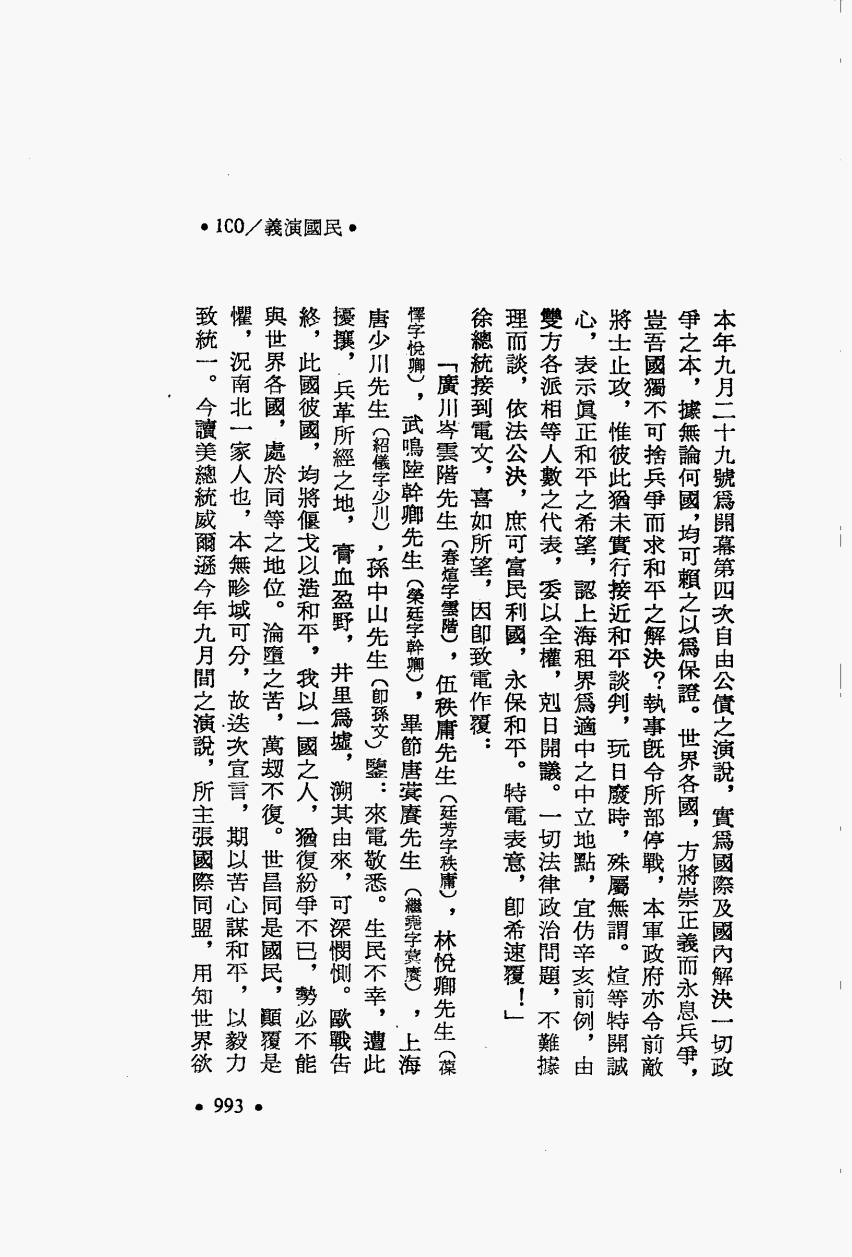 •100/義演國民•
本年九月二十九號爲開幕第四次自由公債之演說，實爲國際及國內解決一切政
爭之本，據無論何國，均可賴之以爲保證。世界各國，方將崇正義而永息兵爭，
豈吾國獨不可捨兵爭而求和平之解決？執事旣令所部停戰，本軍政府亦令前敵
將士止攻，惟彼此猶未實行接近和平談判，玩日廢時，殊屬無謂。煊等特開誠
心，表示眞正和平之希望，認上海租界爲適中之中立地點，宜仿辛亥前例，由
雙方各派相等人數之代表，委以全權，剋日開議。一切法律政治問題，不難據
理而談，依法公決，庶可富民利國，永保和平。特電表意，卽希速覆！」
徐總統接到電文，喜如所望，因卽致電作覆：
「廣川岑雲階先生（春煊字雲階），伍秩庸先生（廷芳字秩庸），林悅卿先生（葆
懌字悅卿），武鳴陸幹卿先生（榮廷字幹卿），畢節唐蓂賡先生（繼堯字蓂賡），上海
唐少川先生（紹儀字少川），孫中山先生（卽孫文）鑒：來電敬悉。生民不幸，遭此
擾攘，兵革所經之地，膏血盈野，井里爲墟，溯其由來，可深憫惻。歐戰告
終，此國彼國，均將偃戈以造和平，我以一國之人，猶復紛爭不已，勢必不能
與世界各國，處於同等之地位。淪墮之苦，萬刼不復。世昌同是國民，顚覆是
懼，況南北一家人也，本無畛域可分，故迭次宣言，期以苦心謀和平，以毅力
致統一。今讀美總統威爾遜今年九月間之演說，所主張國際同盟，用知世界欲
•993•